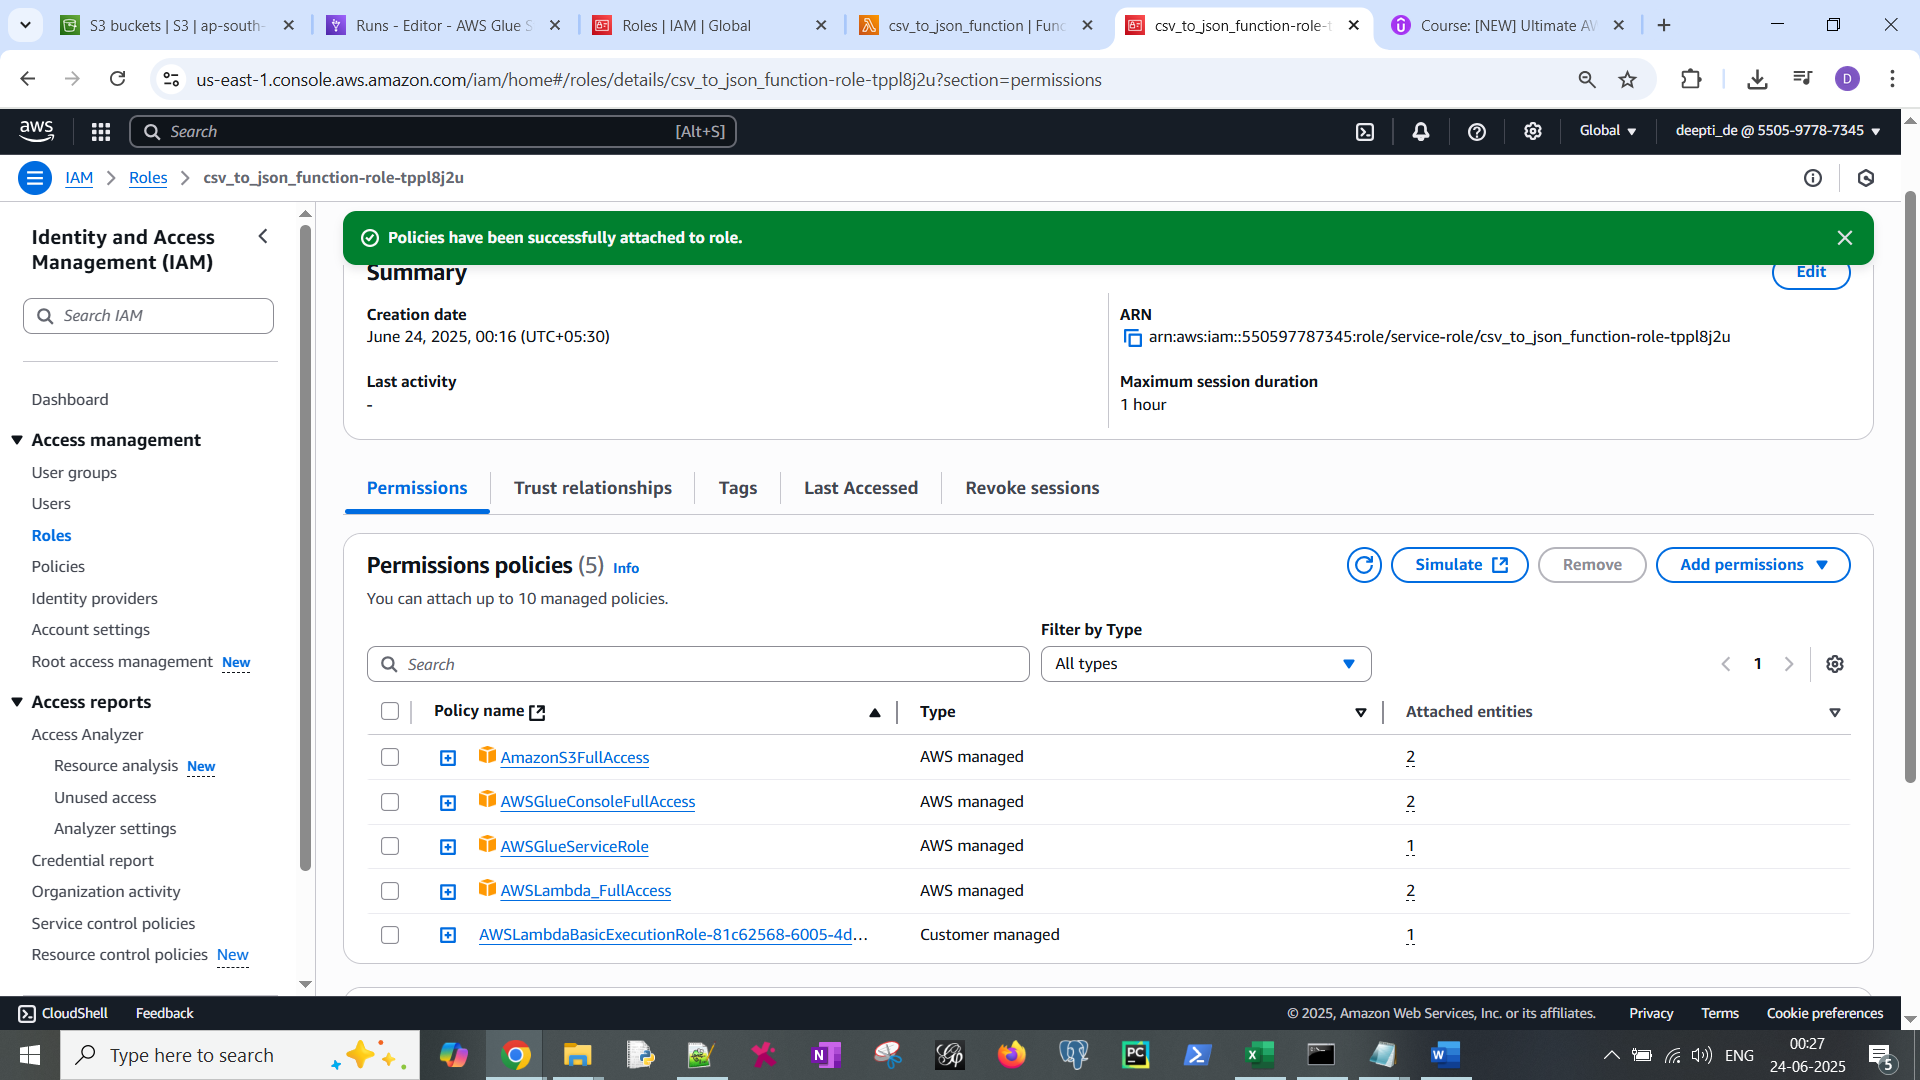 S3 buckets | S3 | ap-south-
Runs - Editor - AWS Glue S
Roles | IAM | Global
csv_to_json_function | Func
csv_to_json_function-role-t
Course: [NEW] Ultimate AW
us-east-1.console.aws.amazon.com/iam/home#/roles/details/csv_to_json_function-role-tppl8j2u?section=permissions
D
aws
Search
[Alt+S]
Global
deepti_de @ 5505-9778-7345
IAM
Roles
csv_to_json_function-role-tppl8j2u
Identity and Access
Management (IAM)
Search IAM
Dashboard
Access management
User groups
Users
Roles
Policies
Identity providers
Account settings
Root access management New
Access reports
Access Analyzer
Resource analysis New
Unused access
Analyzer settings
Credential report
Organization activity
Service control policies
Resource control policies New
Policies have been successfully attached to role.
Summary
Edit
Creation date
June 24, 2025, 00:16 (UTC+05:30)
ARN
arn:aws:iam::550597787345:role/service-role/csv_to_json_function-role-tppl8j2u
Last activity
-
Maximum session duration
1 hour
Permissions
Trust relationships
Tags
Last Accessed
Revoke sessions
Permissions policies (5) Info
You can attach up to 10 managed policies.
Simulate
Remove
Add permissions
Filter by Type
Search
All types
1
Policy name
Type
Attached entities
AmazonS3FullAccess AWS managed 2
AWSGlueConsoleFullAccess AWS managed 2
AWSGlueServiceRole AWS managed 1
AWSLambda_FullAccess AWS managed 2
AWSLambdaBasicExecutionRole-81c62568-6005-4d... Customer managed 1
CloudShell
Feedback
© 2025, Amazon Web Services, Inc. or its affiliates.
Privacy
Terms
Cookie preferences
Type here to search
ENG
00:27
24-06-2025
5